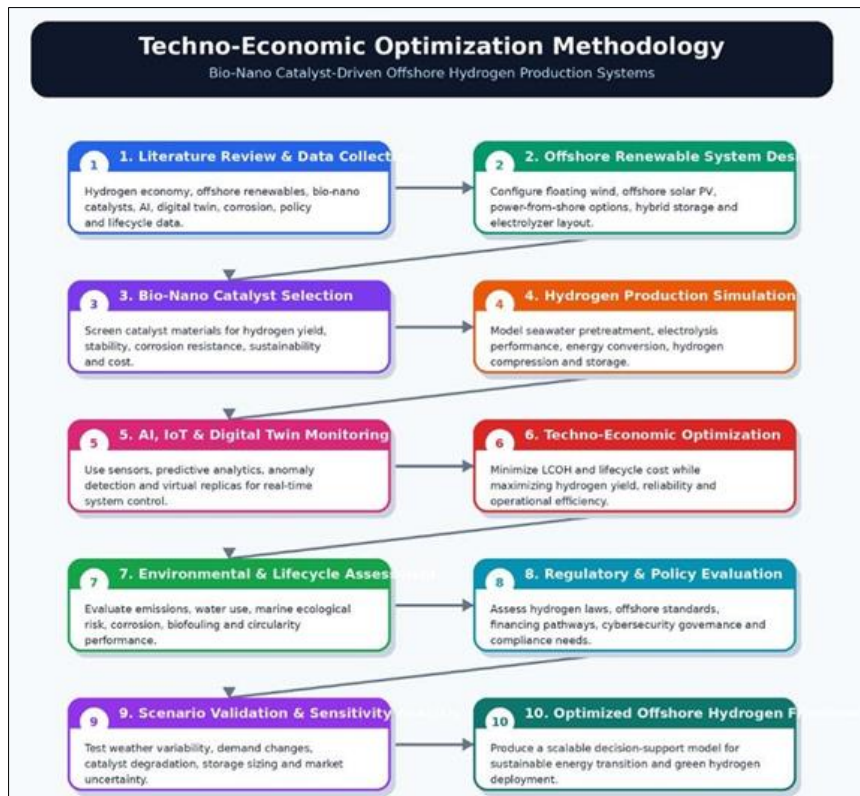 Techno-Economic Optimization Methodology
Bio-Nano Catalyst-Driven Offshore Hydrogen Production Systems
1
1. Literature Review & Data Collect
Hydrogen economy, offshore renewables, bio-nano
catalysts, AI, digital twin, corrosion, policy
and lifecycle data.
2
2. Offshore Renewable System Des
Configure floating wind, offshore solar PV,
power-from-shore options, hybrid storage and
electrolyzer layout.
3
3. Bio-Nano Catalyst Selection
Screen catalyst materials for hydrogen yield,
stability, corrosion resistance, sustainability
and cost.
4
4. Hydrogen Production Simulation
Model seawater pretreatment, electrolysis
performance, energy conversion, hydrogen
compression and storage.
5
5. AI, IoT & Digital Twin Monitoring
Use sensors, predictive analytics, anomaly
detection and virtual replicas for real-time
system control.
6
6. Techno-Economic Optimization
Minimize LCOH and lifecycle cost while
maximizing hydrogen yield, reliability and
operational efficiency.
7
7. Environmental & Lifecycle Assess
Evaluate emissions, water use, marine ecological
risk, corrosion, biofouling and circularity
performance.
8
8. Regulatory & Policy Evaluation
Assess hydrogen laws, offshore standards,
financing pathways, cybersecurity governance and
compliance needs.
9
9. Scenario Validation & Sensitivity
Test weather variability, demand changes,
catalyst degradation, storage sizing and market
uncertainty.
10
10. Optimized Offshore Hydrogen
Produce a scalable decision-support model for
sustainable energy transition and green hydrogen
deployment.